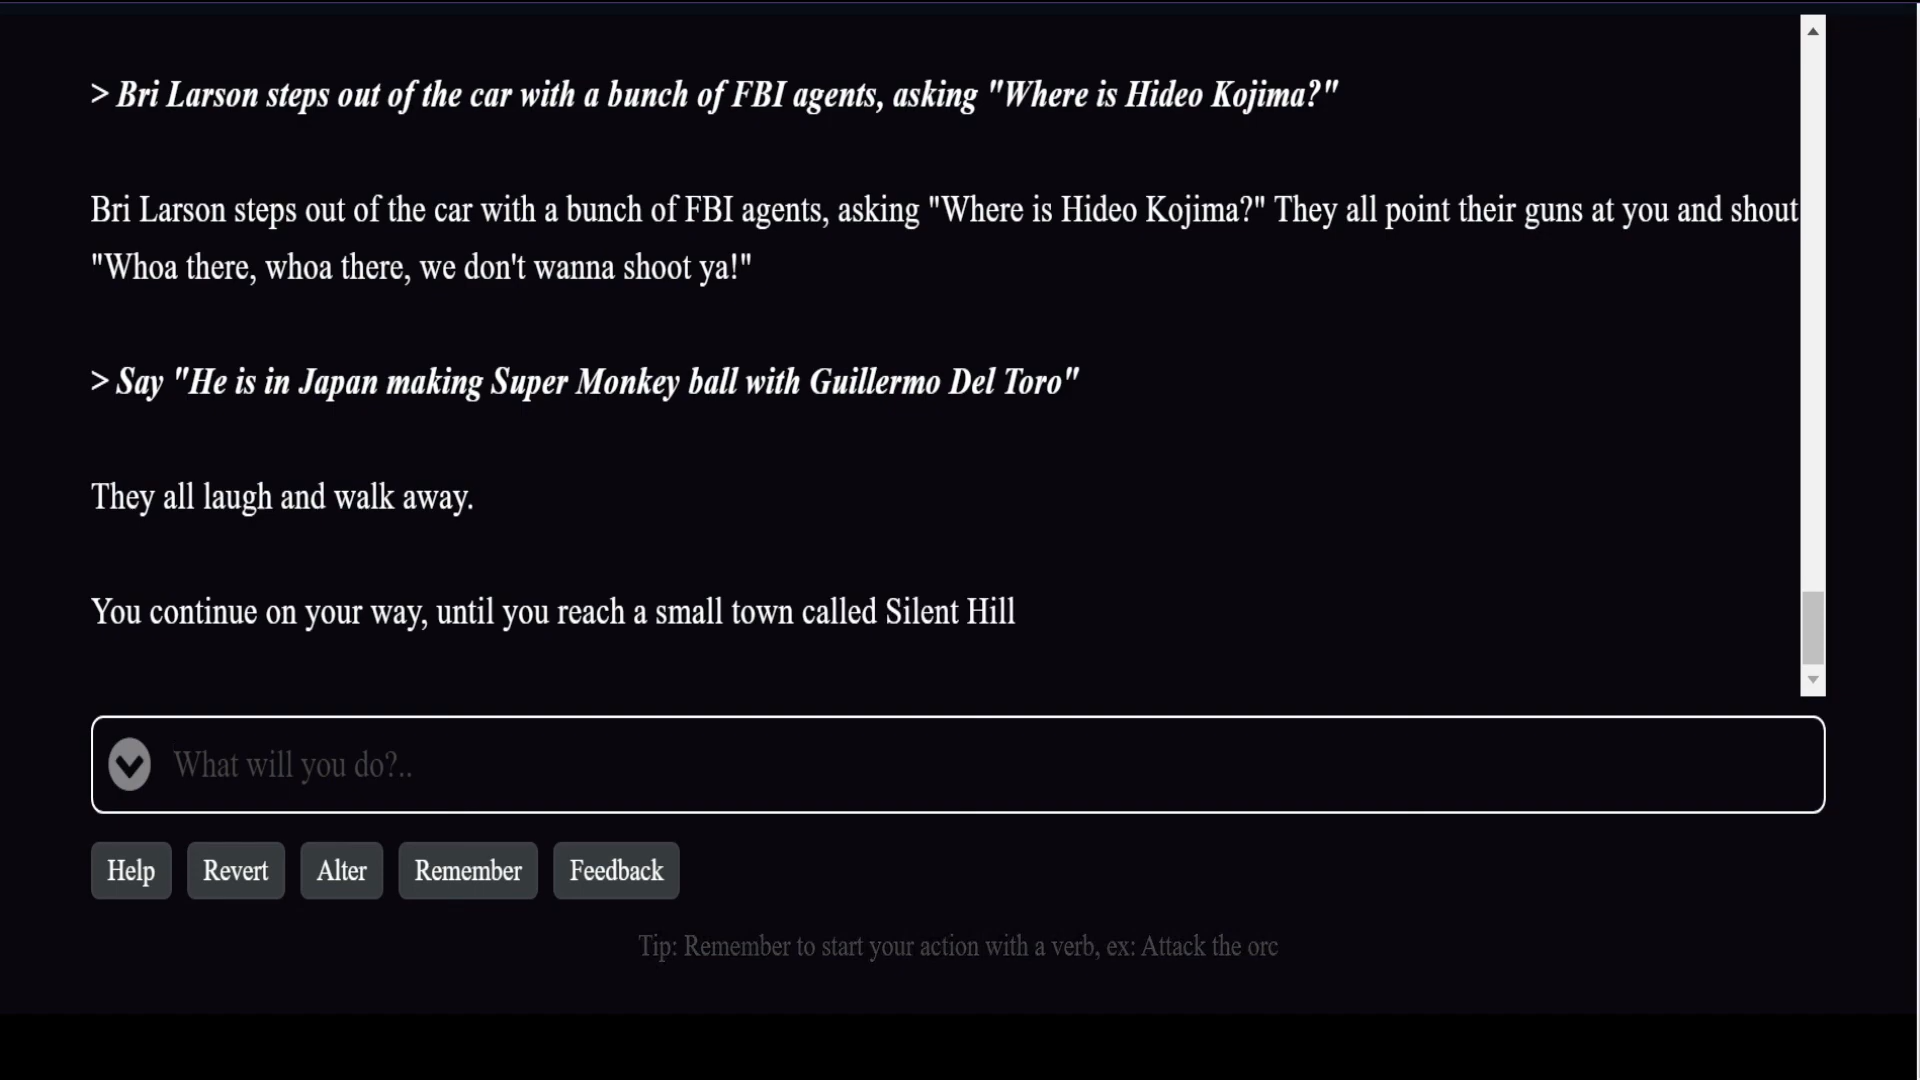 > Bri Larson steps out of the car with a bunch of FBI agents, asking "Where is Hideo Kojima?"
Bri Larson steps out of the car with a bunch of FBI agents, asking "Where is Hideo Kojima?" They all point their guns at you and shout
"Whoa there, whoa there, we don't wanna shoot ya!"
> Say "He is in Japan making Super Monkey ball with Guillermo Del Toro"
They all laugh and walk away.
You continue on your way, until you reach a small town called Silent Hill
What will you do?..
Help Revert Alter Remember Feedback
Tip: Remember to start your action with a verb, ex: Attack the orc